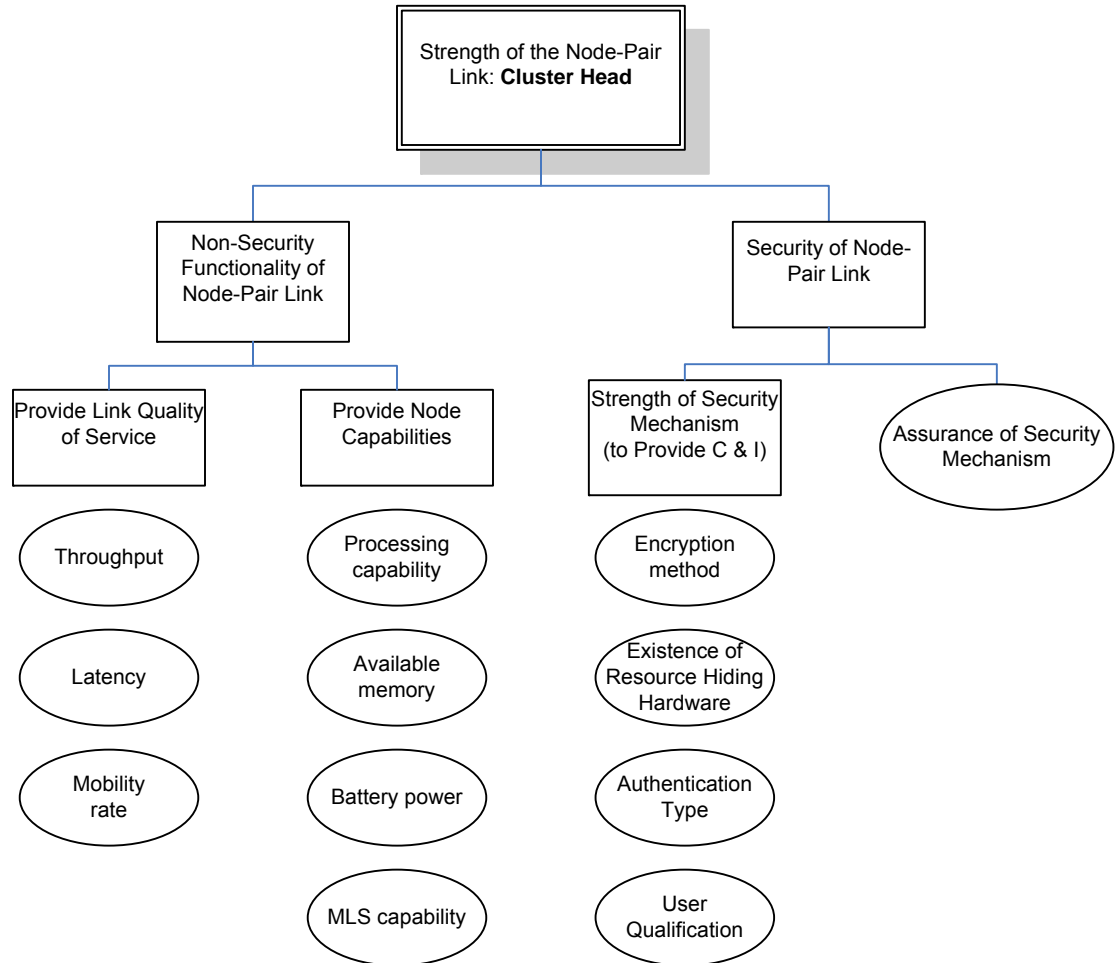 Strength of the Node-Pair
Link: Cluster Head
Non-Security
Functionality of
Node-Pair Link
Security of Node-
Pair Link
Provide Link Quality
of Service
Provide Node
Capabilities
Strength of Security
Mechanism
(to Provide C & I)
Assurance of Security
Mechanism
Throughput
Processing
capability
Encryption
method
Latency
Available
memory
Existence of
Resource Hiding
Hardware
Mobility
rate
Battery power
Authentication
Type
MLS capability
User
Qualification